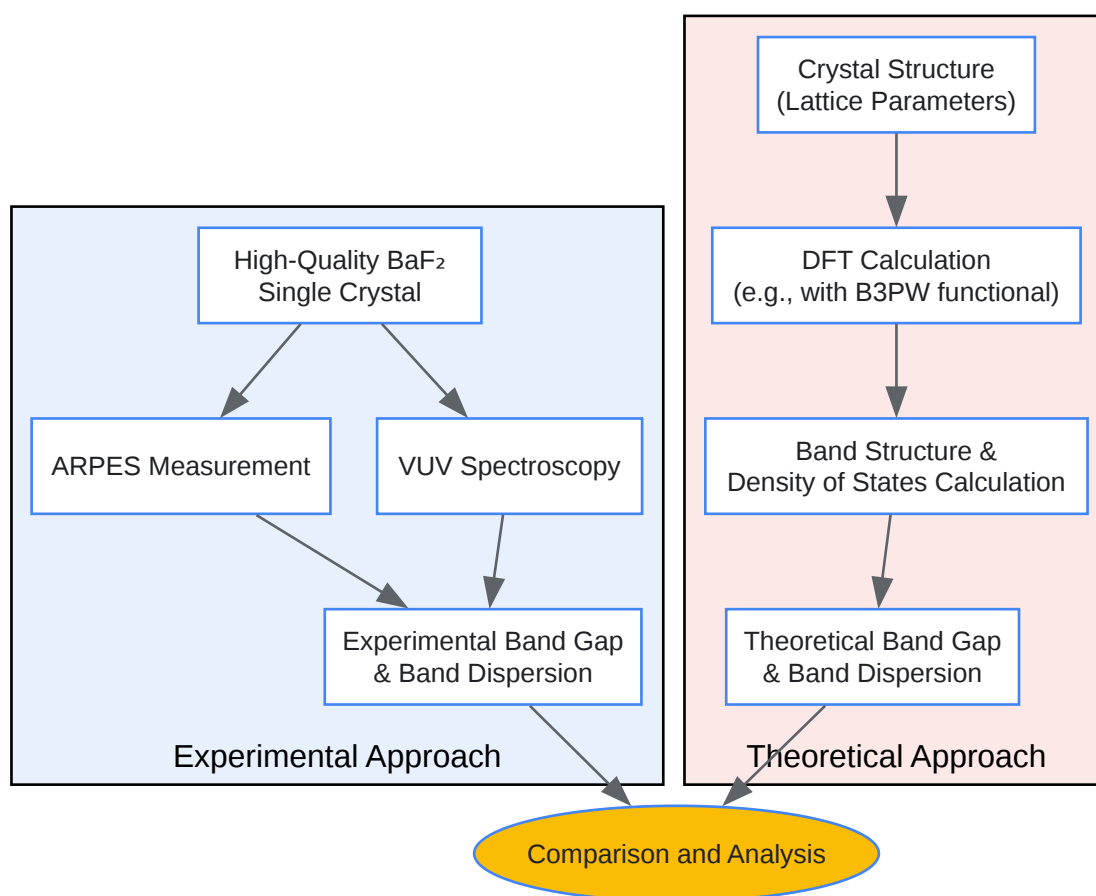 Crystal Structure
(Lattice Parameters)
High-Quality BaF₂
Single Crystal
DFT Calculation
(e.g., with B3PW functional)
ARPES Measurement
VUV Spectroscopy
Band Structure &
Density of States Calculation
Experimental Band Gap
& Band Dispersion
Theoretical Band Gap
& Band Dispersion
Experimental Approach
Theoretical Approach
Comparison and Analysis